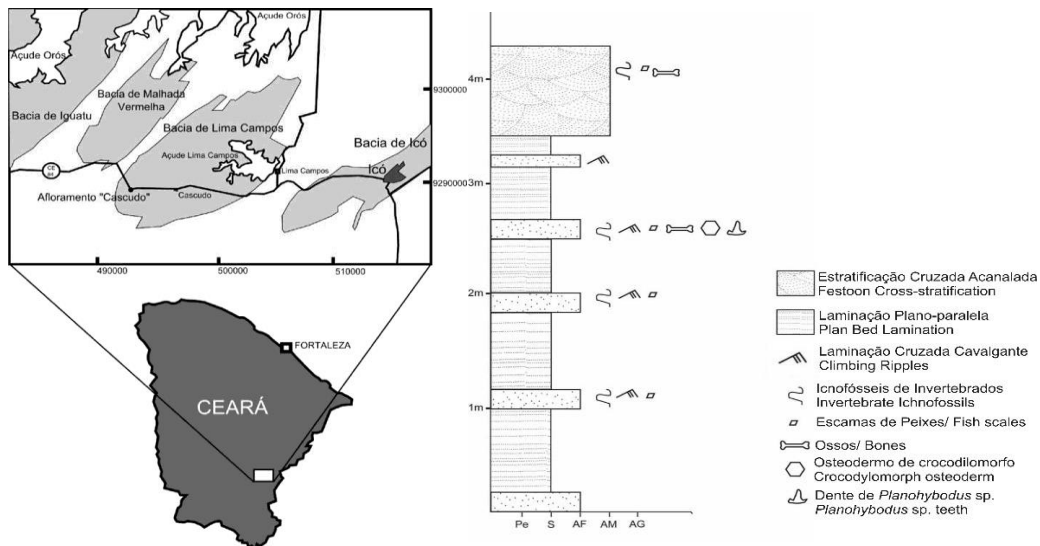 Açude Orós
Açude Orós
Bacia de Malhada
Vermelha
Bacia de Iguatu
Bacia de Lima Campos
Bacia de Icó
Açude Lima Campos
Lima Campos
Icó
CE
Afloramento "Cascudo"
Cascudo
9300000
9290000
490000
500000
510000
FORTALEZA
CEARÁ
4m
3m
2m
1m
Pe S AF AM AG
Estratificação Cruzada Acanalada
Festoon Cross-stratification
Laminação Plano-paralela
Plan Bed Lamination
Laminação Cruzada Cavalgante
Climbing Ripples
Icnofósseis de Invertebrados
Invertebrate Ichnofossils
Escamas de Peixes/ Fish scales
Ossos/ Bones
Osteodermo de crocodilomorfo
Crocodylomorph osteoderm
Dente de Planohybodus sp.
Planohybodus sp. teeth